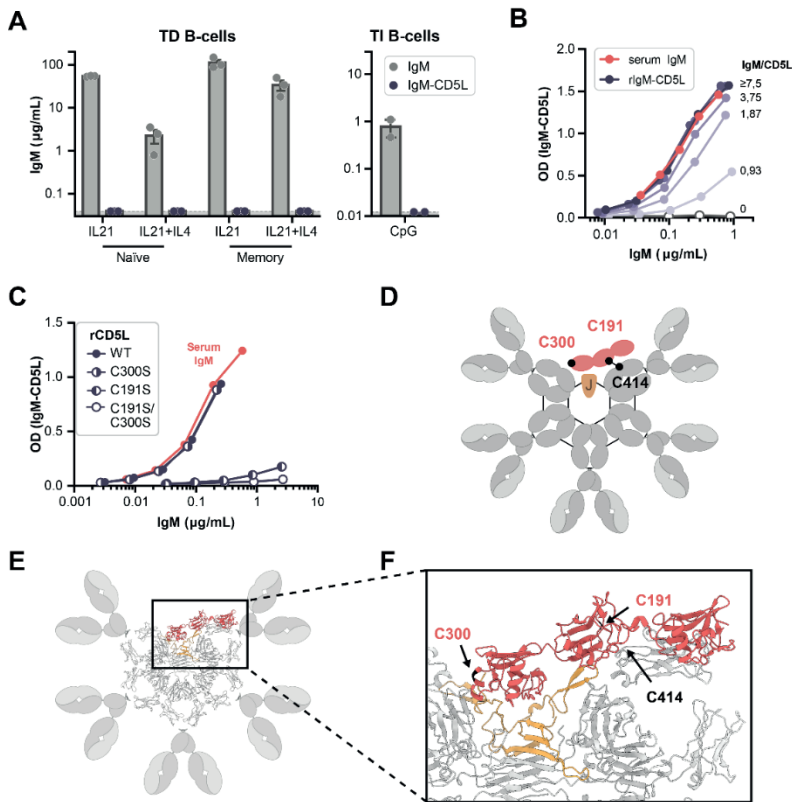 A
TD B-cells
TI B-cells
IgM (µg/mL)
100
10
1
0.1
IL21
IL21+IL4
IL21
IL21+IL4
Naïve
Memory
100
10
1
0.1
0.01
CpG
IgM
IgM-CD5L
B
OD (IgM-CD5L)
2.0
1.5
1.0
0.5
0.0
0.01
0.1
1
10
IgM (µg/mL)
serum IgM
rIgM-CD5L
IgM/CD5L
≥7,5
3,75
1,87
0,93
0
C
OD (IgM-CD5L)
1.5
1.0
0.5
0.0
0.001
0.01
0.1
1
10
IgM (µg/mL)
rCD5L
WT
C300S
C191S
C191S/
C300S
Serum
IgM
D
C300
C191
C414
J
E
F
C300
C191
C414